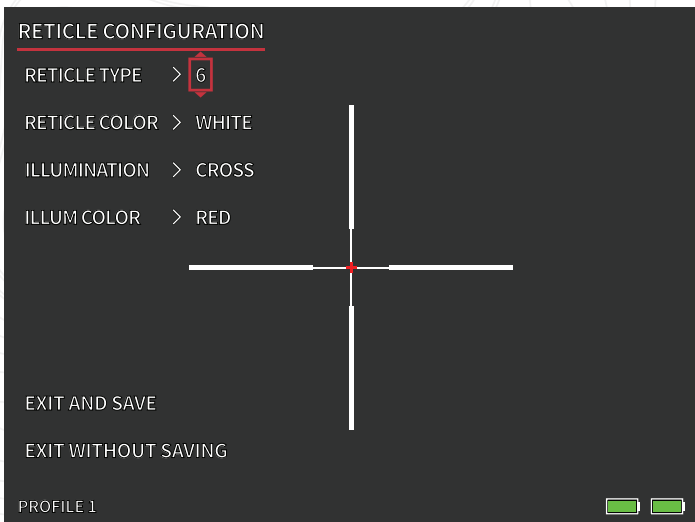 RETICLE CONFIGURATION
RETICLE TYPE > 6
RETICLE COLOR > WHITE
ILLUMINATION > CROSS
ILLUM COLOR > RED
EXIT AND SAVE
EXIT WITHOUT SAVING
PROFILE 1